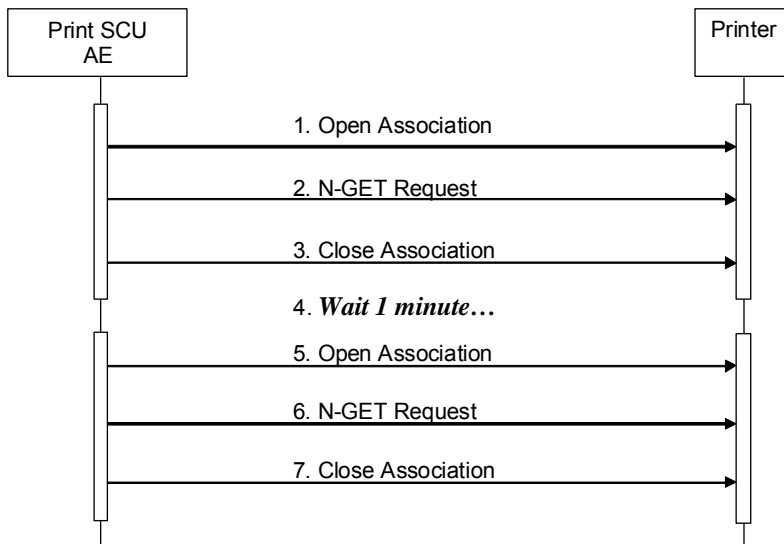 Print SCU
AE
Printer
1. Open Association
2. N-GET Request
3. Close Association
4. Wait 1 minute…
5. Open Association
6. N-GET Request
7. Close Association